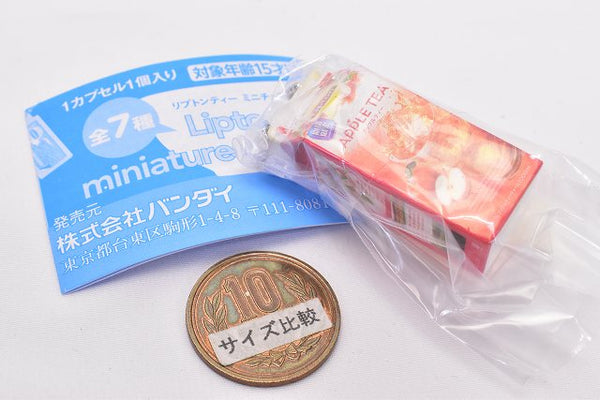 1カプセル1個入り
対象年齢15才
リプトンティー ミニチ
全7種
Lipto
miniature
発売元
株式会社バンダイ
東京都台東区駒形1-4-8 〒111-8081
APPLE TEA
10
サイズ比較